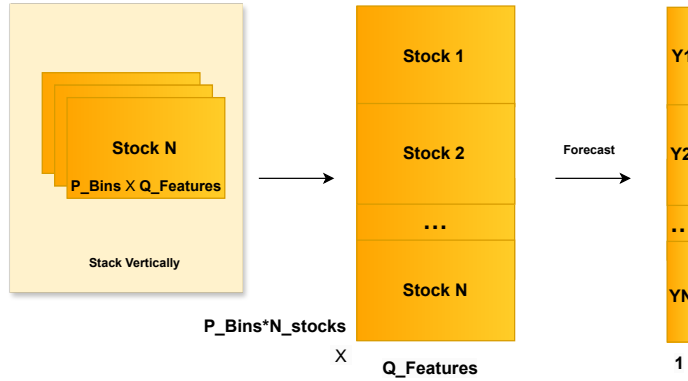 Stock N
P_Bins X Q_Features
Stack Vertically
Stock 1
Stock 2
...
Stock N
P_Bins*N_stocks
X
Q_Features
Forecast
Y1
Y2
...
YN
1